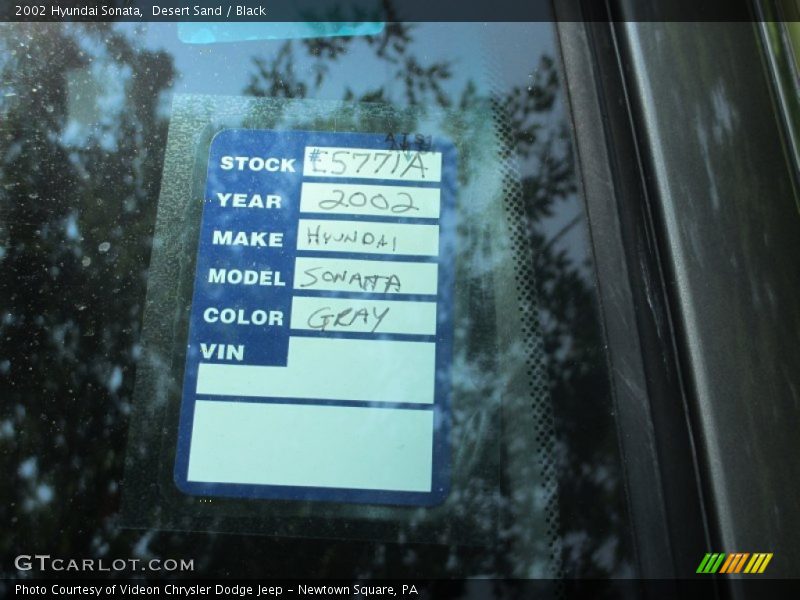 2002 Hyundai Sonata, Desert Sand / Black
STOCK #E5771A
YEAR 2002
MAKE HYUNDAI
MODEL SONATA
COLOR GRAY
VIN
GTCARLOT.COM
Photo Courtesy of Videon Chrysler Dodge Jeep - Newtown Square, PA